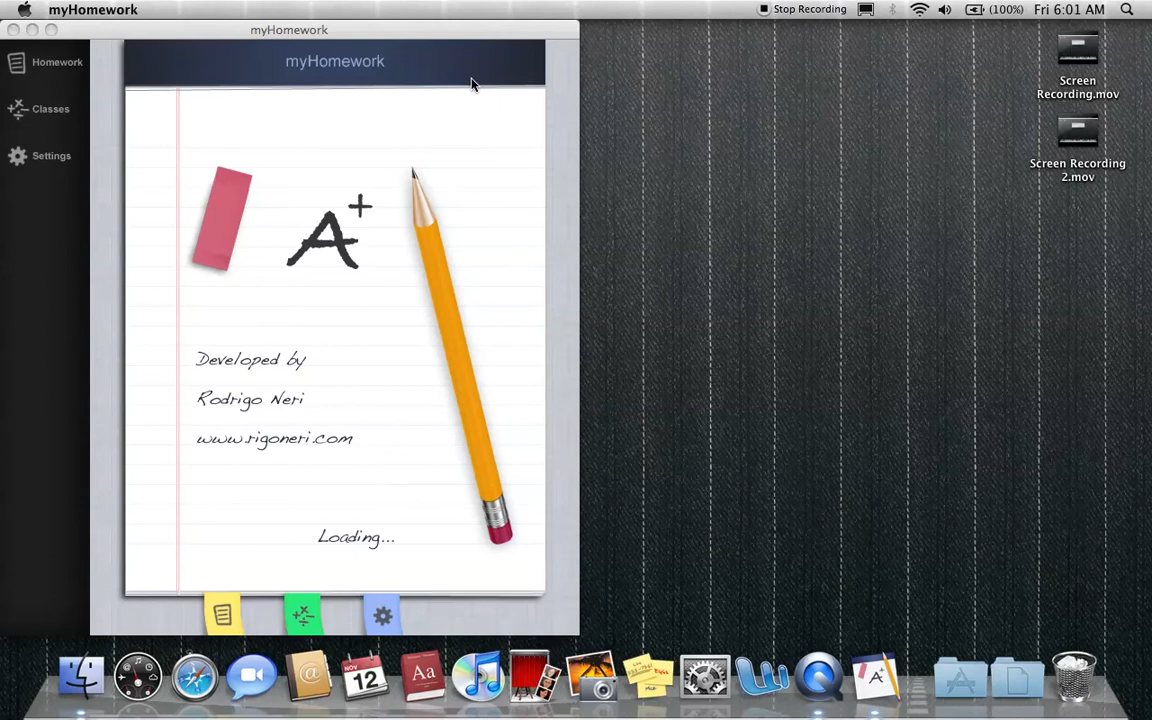 myHomework
Stop Recording
(100%)
Fri 6:01 AM
myHomework
Homework
Classes
Settings
myHomework
A+
Developed by
Rodrigo Neri
www.rigoneri.com
Loading...
Screen
Recording.mov
Screen Recording
2.mov
NOV
12
Aa